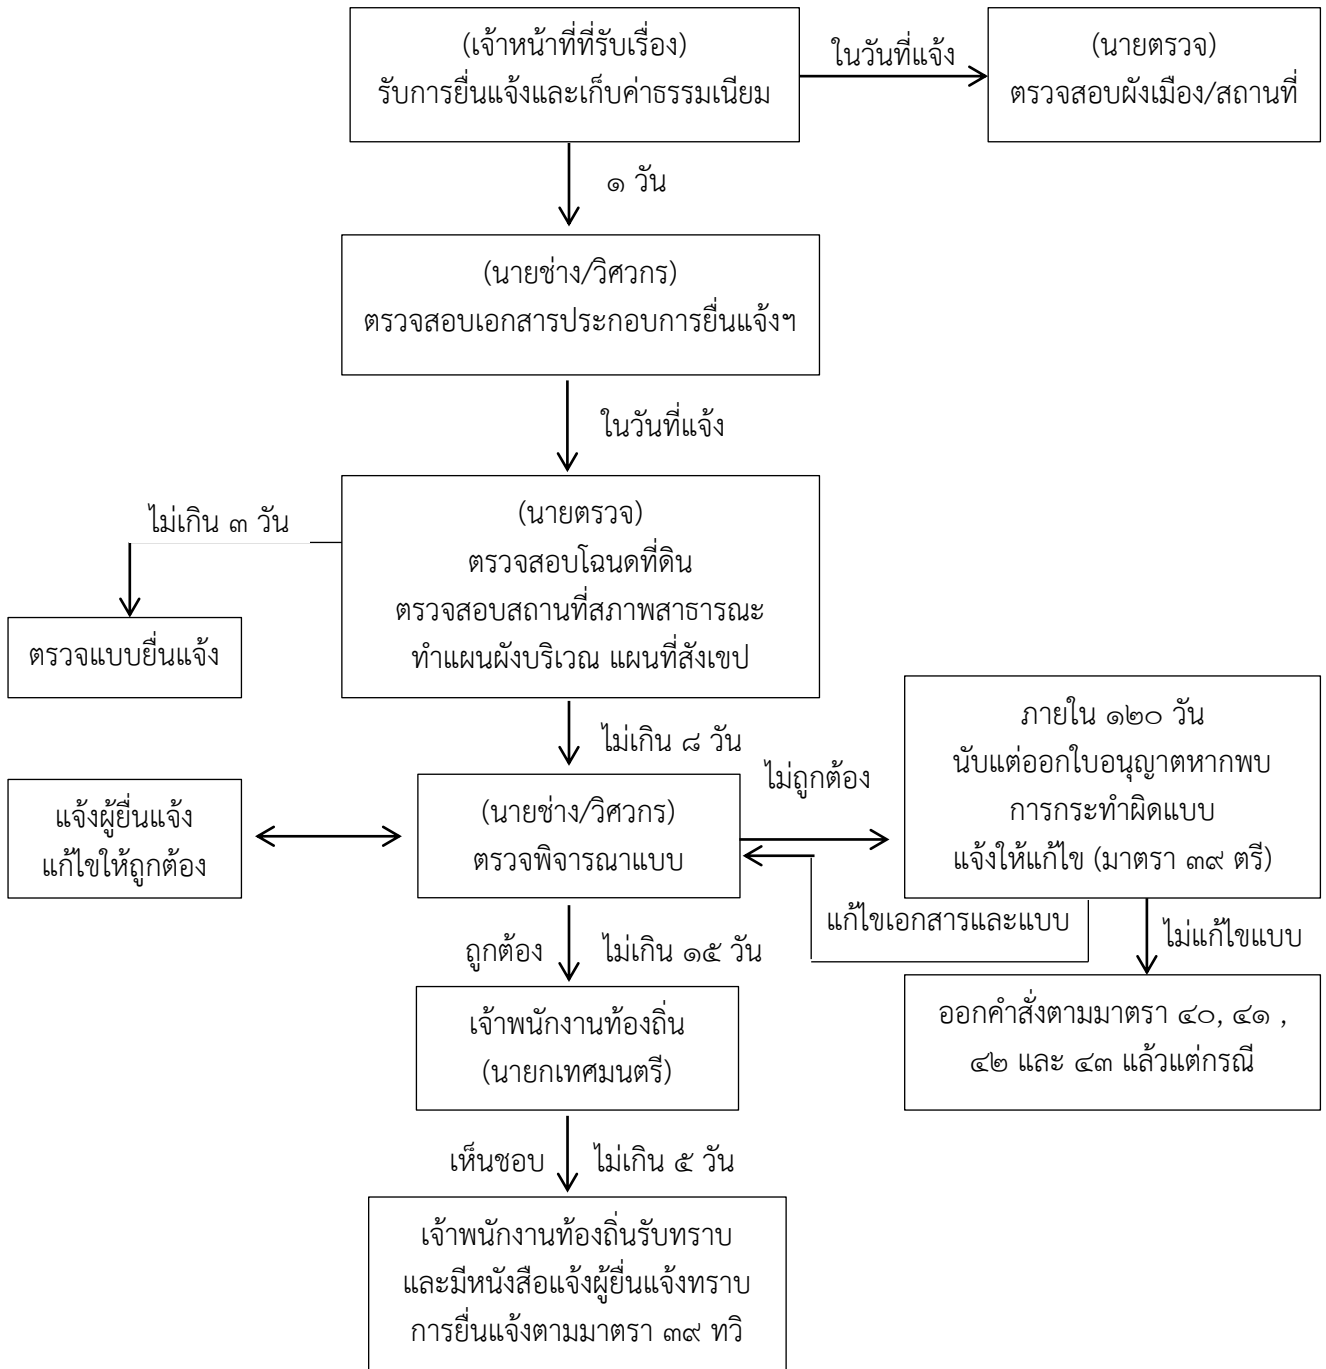 (เจ้าหน้าที่ที่รับเรื่อง)
รับการยื่นแจ้งและเก็บค่าธรรมเนียม
ในวันที่แจ้ง
(นายตรวจ)
ตรวจสอบผังเมือง/สถานที่
๑ วัน
(นายช่าง/วิศวกร)
ตรวจสอบเอกสารประกอบการยื่นแจ้งฯ
ในวันที่แจ้ง
(นายตรวจ)
ตรวจสอบโฉนดที่ดิน
ตรวจสอบสถานที่สภาพสาธารณะ
ทำแผนผังบริเวณ แผนที่สังเขป
ไม่เกิน ๓ วัน
ตรวจแบบยื่นแจ้ง
ไม่เกิน ๘ วัน
(นายช่าง/วิศวกร)
ตรวจพิจารณาแบบ
แจ้งผู้ยื่นแจ้ง
แก้ไขให้ถูกต้อง
ไม่ถูกต้อง
ภายใน ๑๒๐ วัน
นับแต่ออกใบอนุญาตหากพบ
การกระทำผิดแบบ
แจ้งให้แก้ไข (มาตรา ๓๙ ตรี)
แก้ไขเอกสารและแบบ
ไม่แก้ไขแบบ
ออกคำสั่งตามมาตรา ๔๐, ๔๑ ,
๔๒ และ ๔๓ แล้วแต่กรณี
ถูกต้อง
ไม่เกิน ๑๕ วัน
เจ้าพนักงานท้องถิ่น
(นายกเทศมนตรี)
เห็นชอบ
ไม่เกิน ๕ วัน
เจ้าพนักงานท้องถิ่นรับทราบ
และมีหนังสือแจ้งผู้ยื่นแจ้งทราบ
การยื่นแจ้งตามมาตรา ๓๙ ทวิ